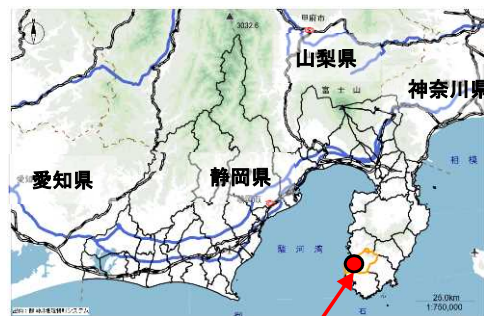 3032.6
甲府市
山梨県
富士山
神奈川県
愛知県
静岡県
相模
駿河湾
石
25.0km
1:750,000